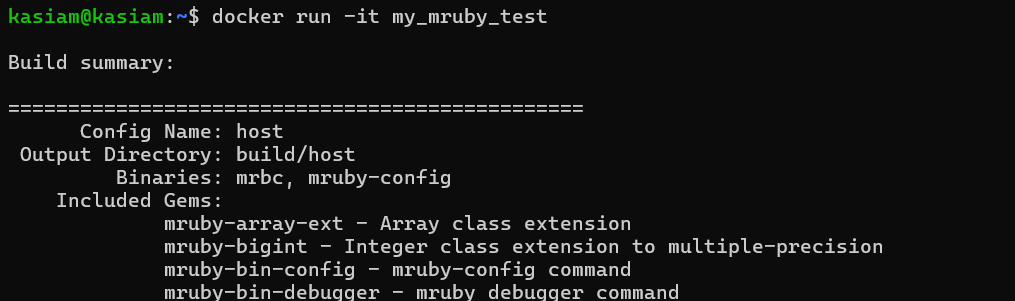 kasiam@kasiam:~$ docker run -it my_mruby_test
Build summary:
================================================
Config Name: host
Output Directory: build/host
Binaries: mrbc, mruby-config
Included Gems:
mruby-array-ext - Array class extension
mruby-bigint - Integer class extension to multiple-precision
mruby-bin-config - mruby-config command
mruby-bin-debugger - mruby debugger command